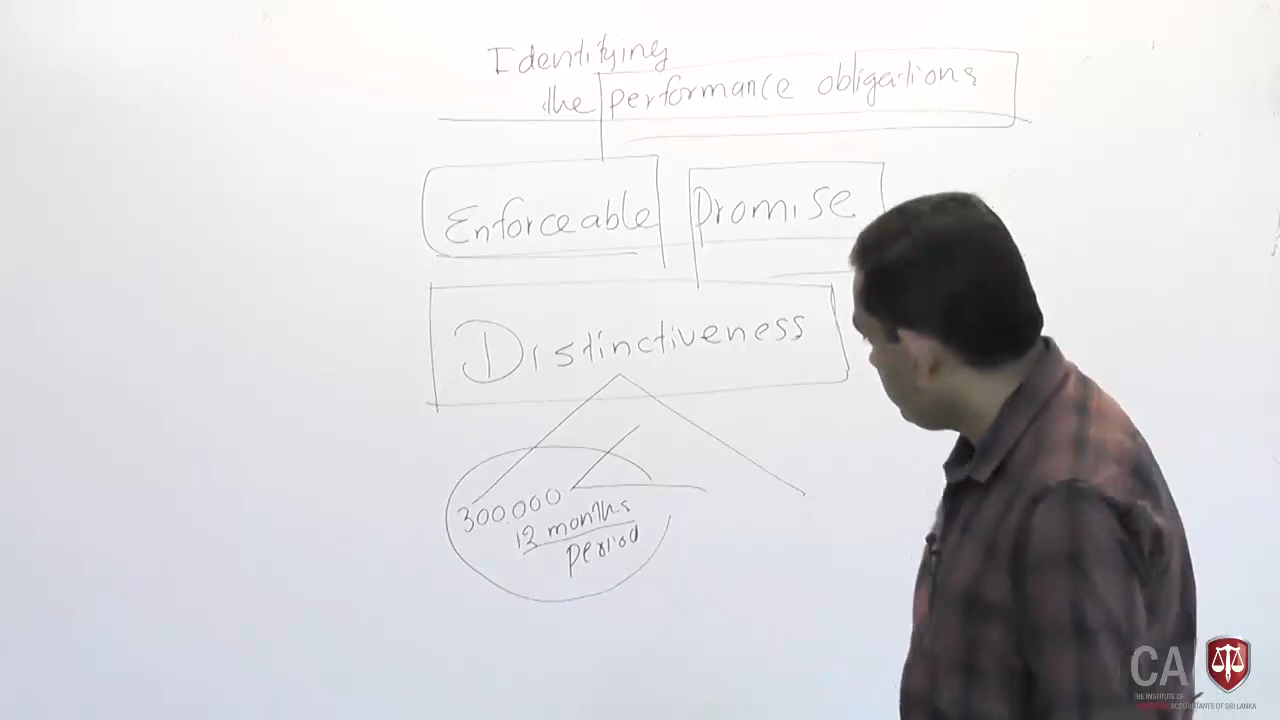 Identifying
the performance obligations
Enforceable Promise
Distinctiveness
300.000
12 months
period
CA
THE INSTITUTE OF
CHARTERED ACCOUNTANTS OF SRI LANKA